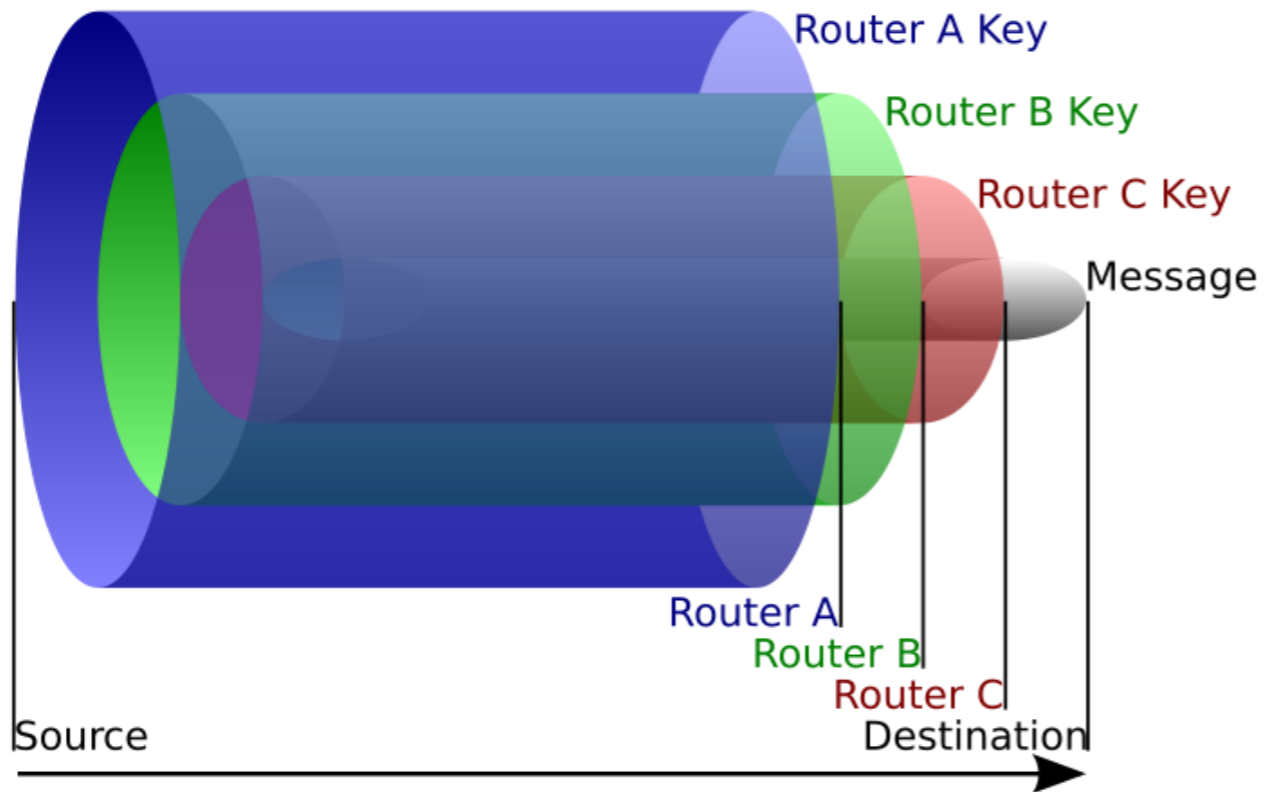 Router A Key
Router B Key
Router C Key
Message
Router A
Router B
Router C
Source
Destination